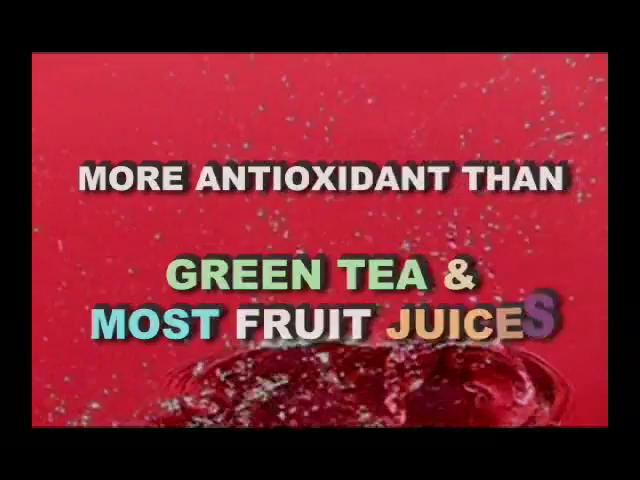 MORE ANTIOXIDANT THAN
GREEN TEA &
MOST FRUIT JUICES